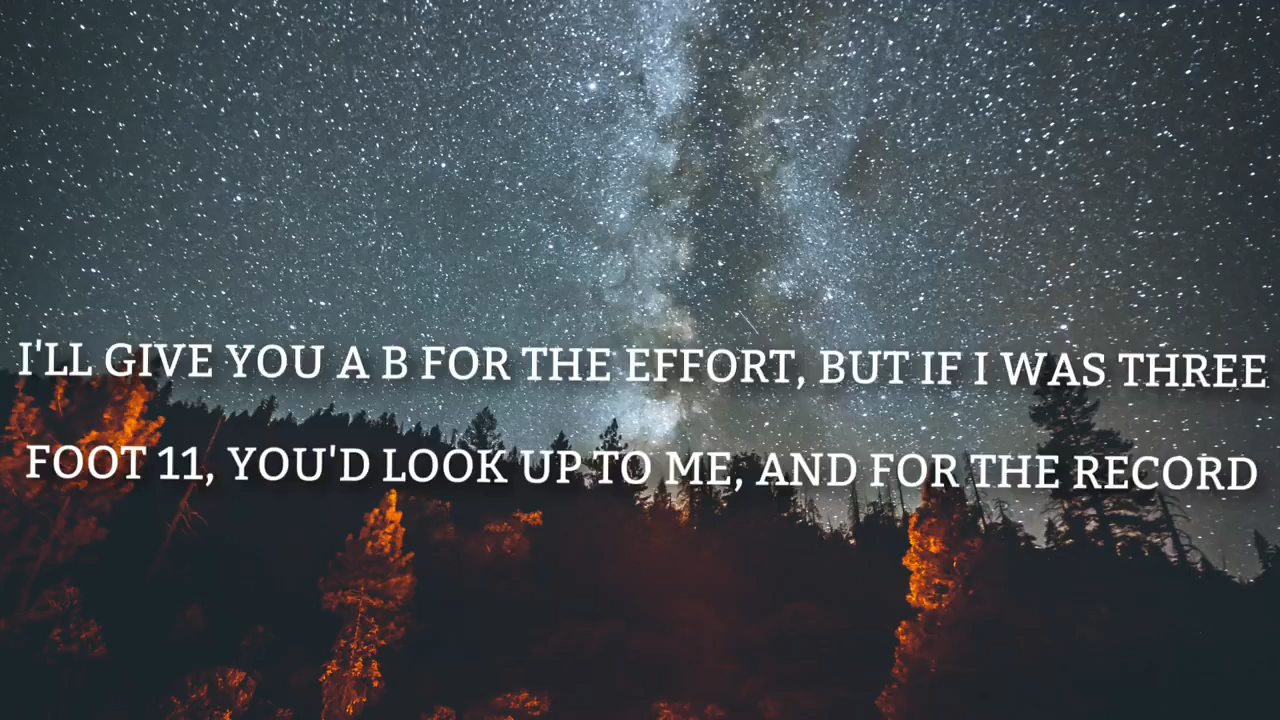 I'LL GIVE YOU A B FOR THE EFFORT, BUT IF I WAS THREE
FOOT 11, YOU'D LOOK UP TO ME, AND FOR THE RECORD